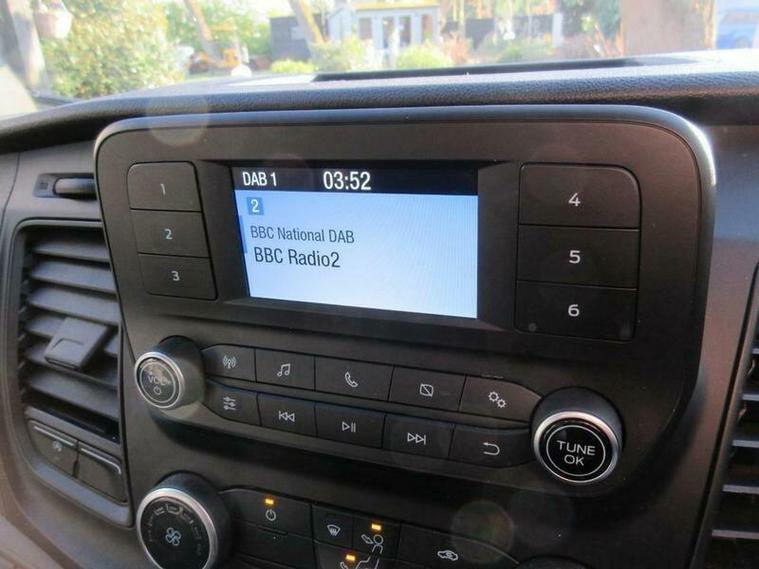 DAB 1 03:52
2
BBC National DAB
BBC Radio2
1
2
3
4
5
6
VOL
TUNE
OK